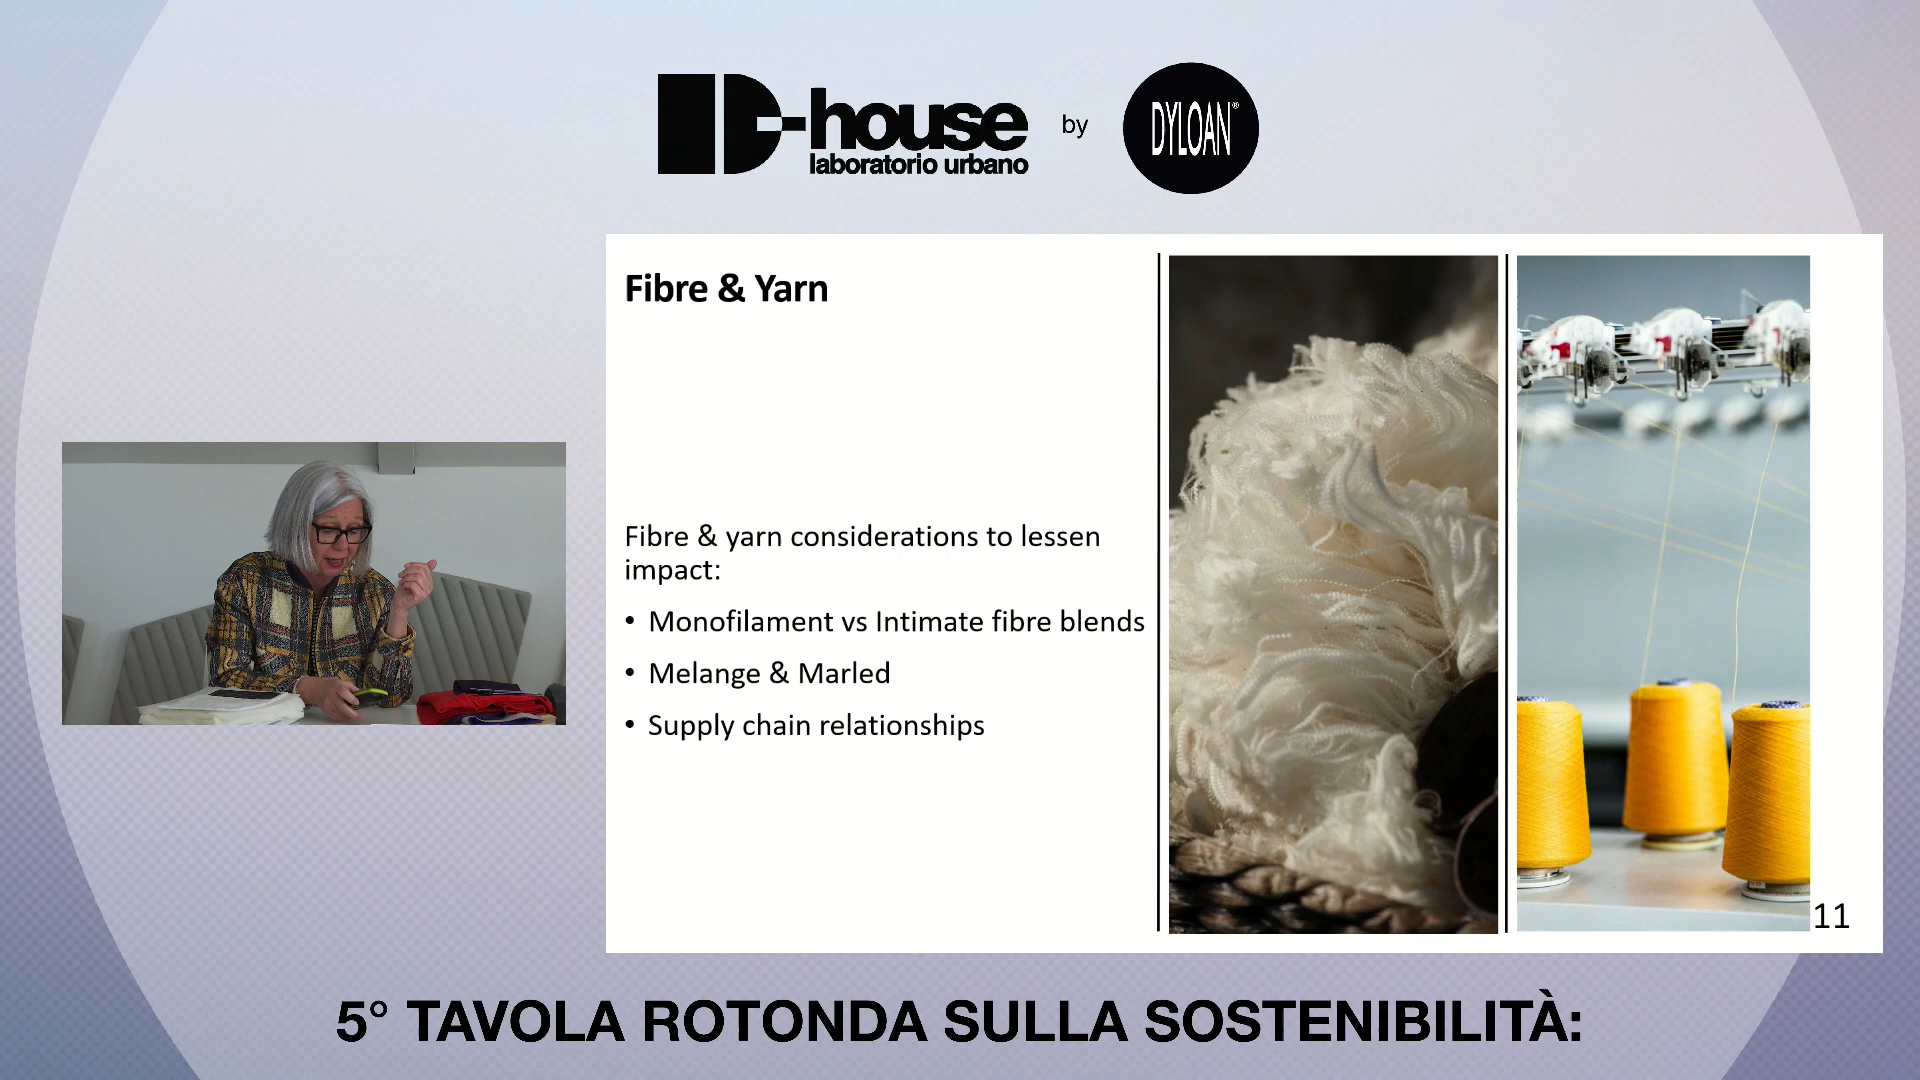 D-house
laboratorio urbano
by
DYLOAN®
Fibre & Yarn
Fibre & yarn considerations to lessen
impact:
• Monofilament vs Intimate fibre blends
• Melange & Marled
• Supply chain relationships
11
5° TAVOLA ROTONDA SULLA SOSTENIBILITÀ: